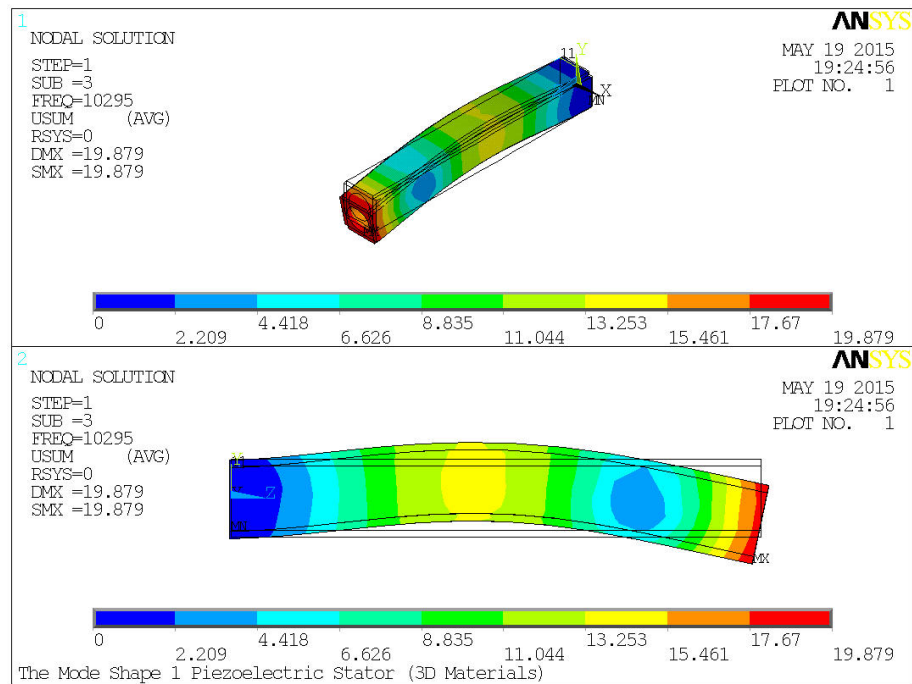 1
ANSYS
NODAL SOLUTION
MAY 19 2015
19:24:56
PLOT NO. 1
STEP=1
SUB =3
FREQ=10295
USUM (AVG)
RSYS=0
DMX =19.879
SMX =19.879
11
Y
X
MN
0 2.209 4.418 6.626 8.835 11.044 13.253 15.461 17.67 19.879
2
ANSYS
NODAL SOLUTION
MAY 19 2015
19:24:56
PLOT NO. 1
STEP=1
SUB =3
FREQ=10295
USUM (AVG)
RSYS=0
DMX =19.879
SMX =19.879
Y
Z
MN
MX
0 2.209 4.418 6.626 8.835 11.044 13.253 15.461 17.67 19.879
The Mode Shape 1 Piezoelectric Stator (3D Materials)